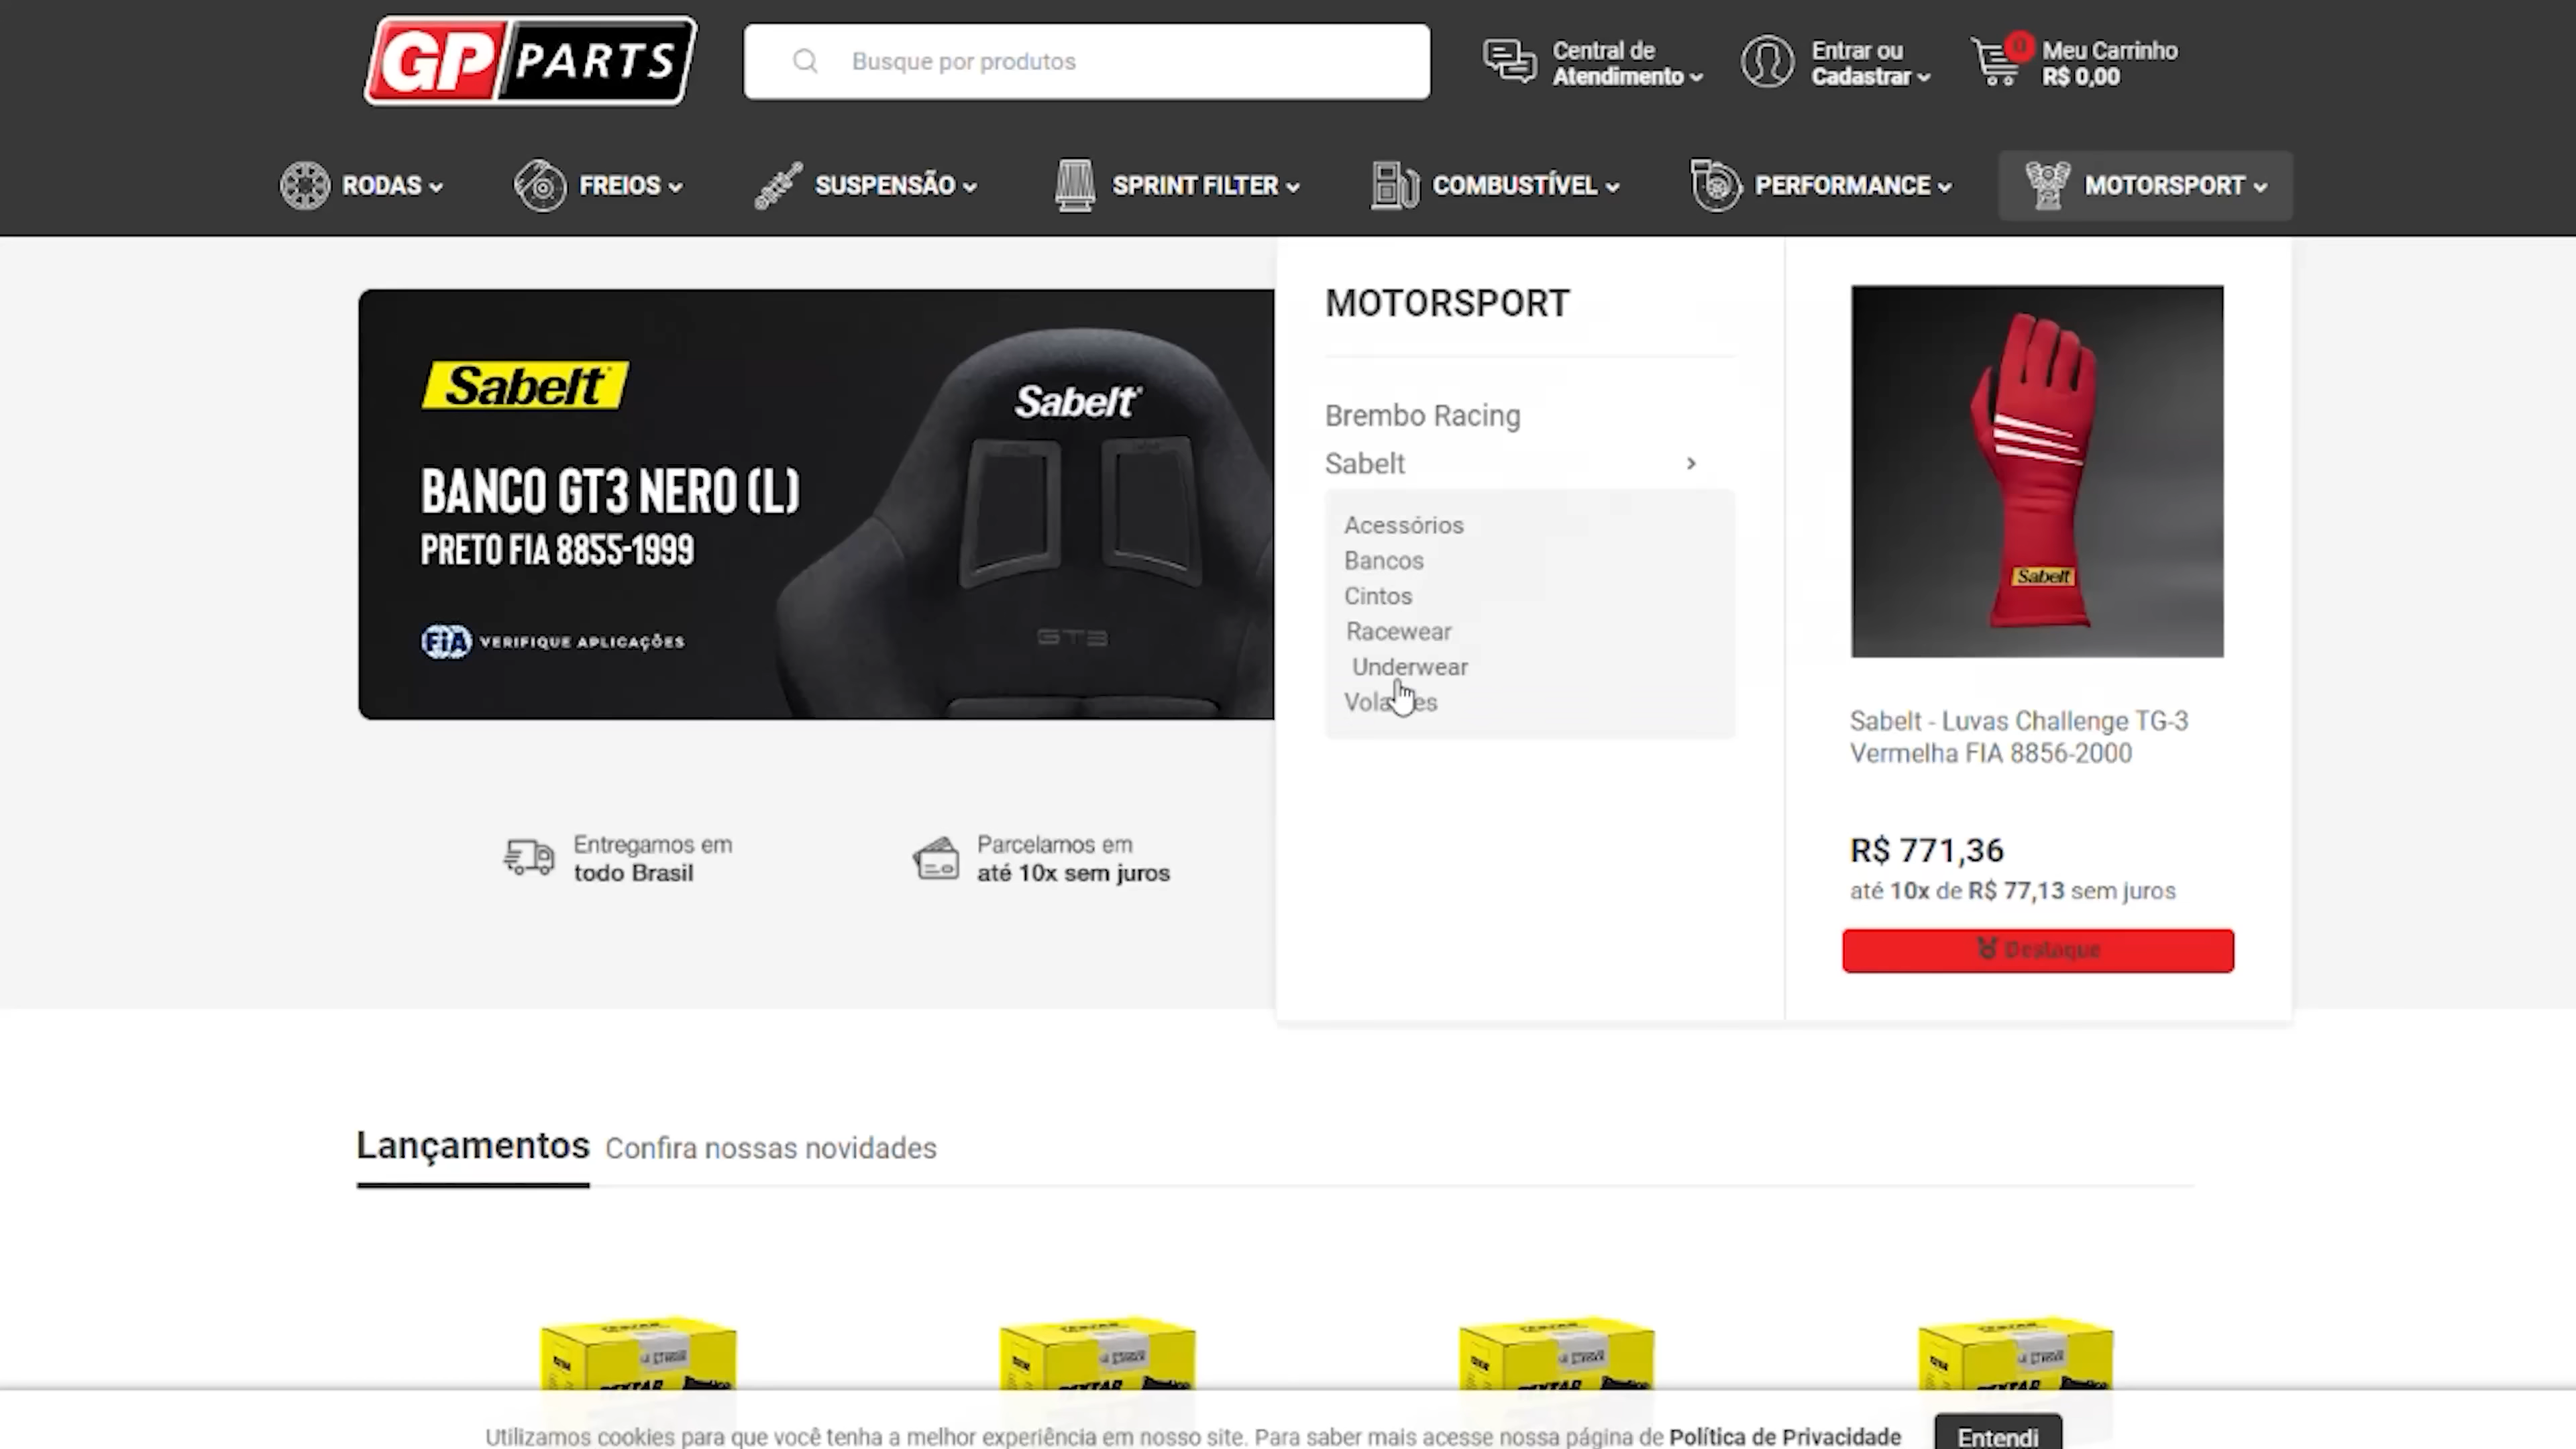 GP PARTS
Busque por produtos
Central de
Atendimento
Entrar ou
Cadastrar
0
Meu Carrinho
R$ 0,00
RODAS
FREIOS
SUSPENSÃO
SPRINT FILTER
COMBUSTÍVEL
PERFORMANCE
MOTORSPORT
Sabelt
BANCO GT3 NERO (L)
PRETO FIA 8855-1999
FIA VERIFIQUE APLICAÇÕES
Sabelt
GT3
MOTORSPORT
Brembo Racing
Sabelt
Acessórios
Bancos
Cintos
Racewear
Underwear
Sabelt
Sabelt - Luvas Challenge TG-3
Vermelha FIA 8856-2000
R$ 771,36
até 10x de R$ 77,13 sem juros
Destaque
Entregamos em
todo Brasil
Parcelamos em
até 10x sem juros
Lançamentos Confira nossas novidades
Utilizamos cookies para que você tenha a melhor experiência em nosso site. Para saber mais acesse nossa página de Política de Privacidade
Entendi